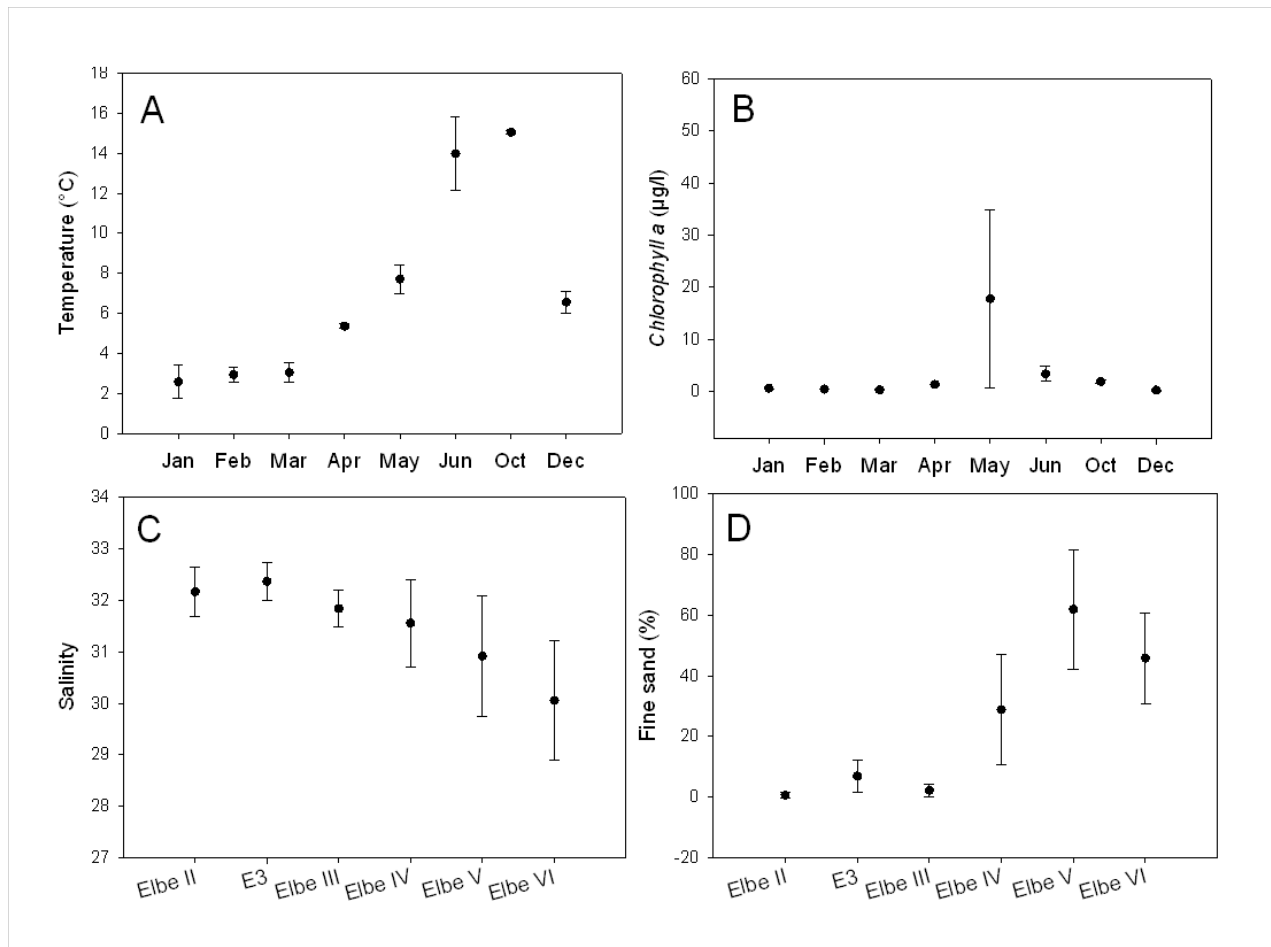 A
Temperature (°C)
18
16
14
12
10
8
6
4
2
0
Jan Feb Mar Apr May Jun Oct Dec
B
Chlorophyll a (µg/l)
60
50
40
30
20
10
0
Jan Feb Mar Apr May Jun Oct Dec
C
Salinity
34
33
32
31
30
29
28
27
Elbe II E3 Elbe III Elbe IV Elbe V Elbe VI
D
Fine sand (%)
100
80
60
40
20
0
-20
Elbe II E3 Elbe III Elbe IV Elbe V Elbe VI